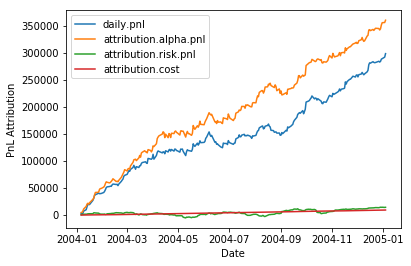 daily.pnl
attribution.alpha.pnl
attribution.risk.pnl
attribution.cost
350000
300000
250000
200000
150000
100000
50000
0
PnL Attribution
2004-01 2004-03 2004-05 2004-07 2004-09 2004-11 2005-01
Date